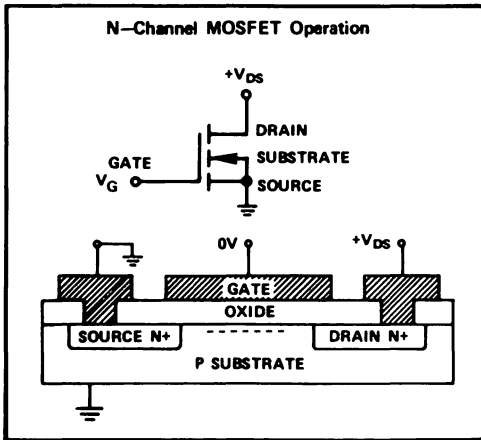 N–Channel MOSFET Operation
+VDS
DRAIN
GATE
SUBSTRATE
VG
SOURCE
0V
+VDS
GATE
OXIDE
SOURCE N+
DRAIN N+
P SUBSTRATE